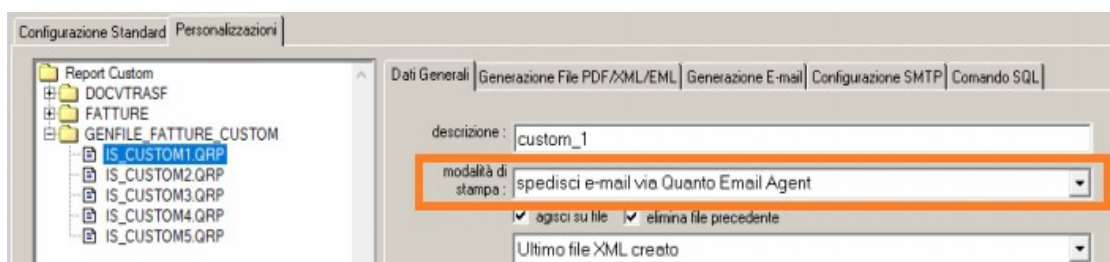 Configurazione Standard Personalizzazioni
Report Custom
DOCVTRASF
FATTURE
GENFILE_FATTURE_CUSTOM
IS_CUSTOM1.QRP
IS_CUSTOM2.QRP
IS_CUSTOM3.QRP
IS_CUSTOM4.QRP
IS_CUSTOM5.QRP
Dati Generali Generazione File PDF/XML/EML Generazione E-mail Configurazione SMTP Comando SQL
descrizione : custom_1
modalità di
stampa : spedisci e-mail via Quanto Email Agent
agisci su file elimina file precedente
Ultimo file XML creato